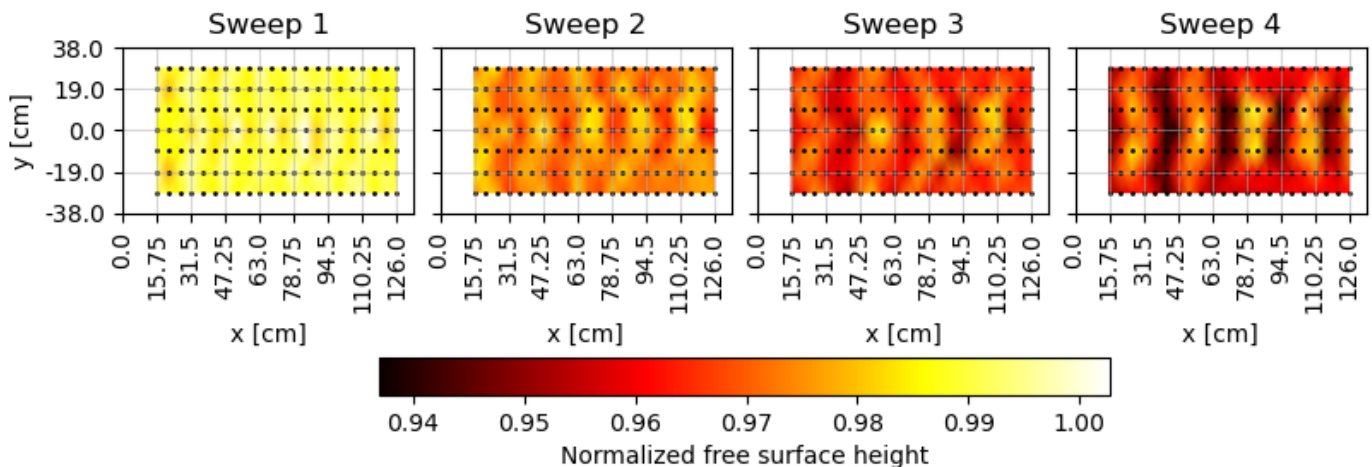 Sweep 1 Sweep 2 Sweep 3 Sweep 4
38.0
19.0
0.0
-19.0
-38.0
y [cm]
0.0 15.75 31.5 47.25 63.0 78.75 94.5 110.25 126.0 0.0 15.75 31.5 47.25 63.0 78.75 94.5 110.25 126.0 0.0 15.75 31.5 47.25 63.0 78.75 94.5 110.25 126.0 0.0 15.75 31.5 47.25 63.0 78.75 94.5 110.25 126.0
x [cm] x [cm] x [cm] x [cm]
0.94 0.95 0.96 0.97 0.98 0.99 1.00
Normalized free surface height